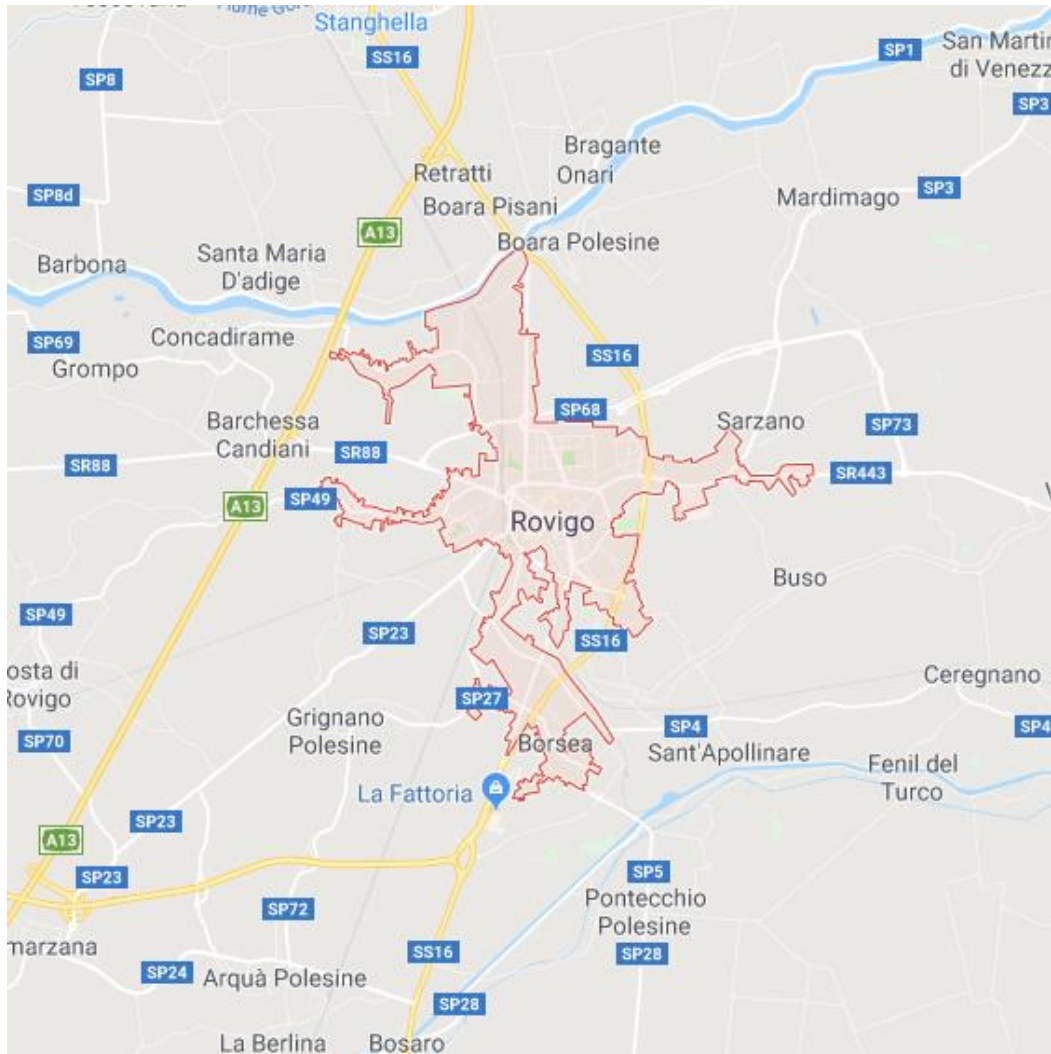 Stanghella
SS16
SP1
San Martin
di Venezz
SP8
SP3
Bragante
Onari
Retratti
SP8d
Mardimago
SP3
Boara Pisani
A13
Boara Polesine
Santa Maria
D'adige
Barbona
Concadirame
SP69
Grompo
SS16
SP68
Sarzano
SP73
Barchessa
Candiani
SR88
SR88
SR443
SP49
A13
Rovigo
Buso
SP49
SP23
SS16
osta di
Rovigo
Ceregnano
SP27
Grignano
Polesine
SP4
SP4
SP70
Borsea
Sant'Apollinare
Fenil del
Turco
La Fattoria
SP23
A13
SP23
SP5
Pontecchio
Polesine
SP72
marzana
SS16
SP28
SP24
Arquà Polesine
SP28
La Berlina
Bosaro